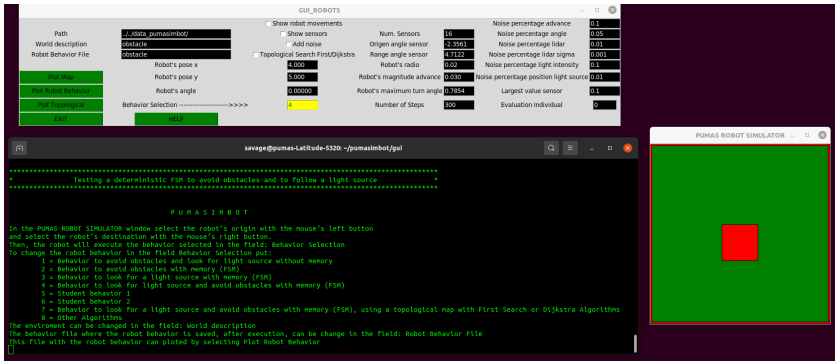 GUI_ROBOTS
Show robot movements Noise percentage advance 0.1
Path ../../data_pumasimbot/ Show sensors Num. Sensors 16 Noise percentage angle 0.05
World description obstacle Add noise Origen angle sensor -2.3561 Noise percentage lidar 0.01
Robot Behavior File obstacle Topological Search First/Dijkstra Range angle sensor 4.7122 Noise percentage lidar sigma 0.001
Robot's pose x 4.000 Robot's radio 0.02 Noise percentage light intensity 0.1
Plot Map Robot's pose y 5.000 Robot's magnitude advance 0.030 Noise percentage position light source 0.01
Plot Robot Behavior Robot's angle 0.00000 Robot's maximum turn angle 0.7854 Largest value sensor 0.1
Plot Topological Behavior Selection --------------------->>>> 4 Number of Steps 300 Evaluation Individual 0
EXIT HELP
savage@pumas-Latitude-5320: ~/pumasimbot/gui
PUMAS ROBOT SIMULATOR
* Testing a deterministic FSM to avoid obstacles and to follow a light source *
P U M A S I M B O T
In the PUMAS ROBOT SIMULATOR window select the robot's origin with the mouse's left button
and select the robot's destination with the mouse's right button.
Then, the robot will execute the behavior selected in the field: Behavior Selection
To change the robot behavior in the field Behavior Selection put:
1 = Behavior to avoid obstacles and look for light source without memory
2 = Behavior to avoid obstacles with memory (FSM)
3 = Behavior to look for a light source with memory (FSM)
4 = Behavior to look for light source and avoid obstacles with memory (FSM)
5 = Student behavior 1
6 = Student behavior 2
7 = Behavior to look for a light source and avoid obstacles with memory (FSM), using a topological map with First Search or Dijkstra Algorithms
8 = Other Algorithms
The enviroment can be changed in the field: World description
The behavior file where the robot behavior is saved, after execution, can be change in the field: Robot Behavior File
This file with the robot behavior can ploted by selecting Plot Robot Behavior